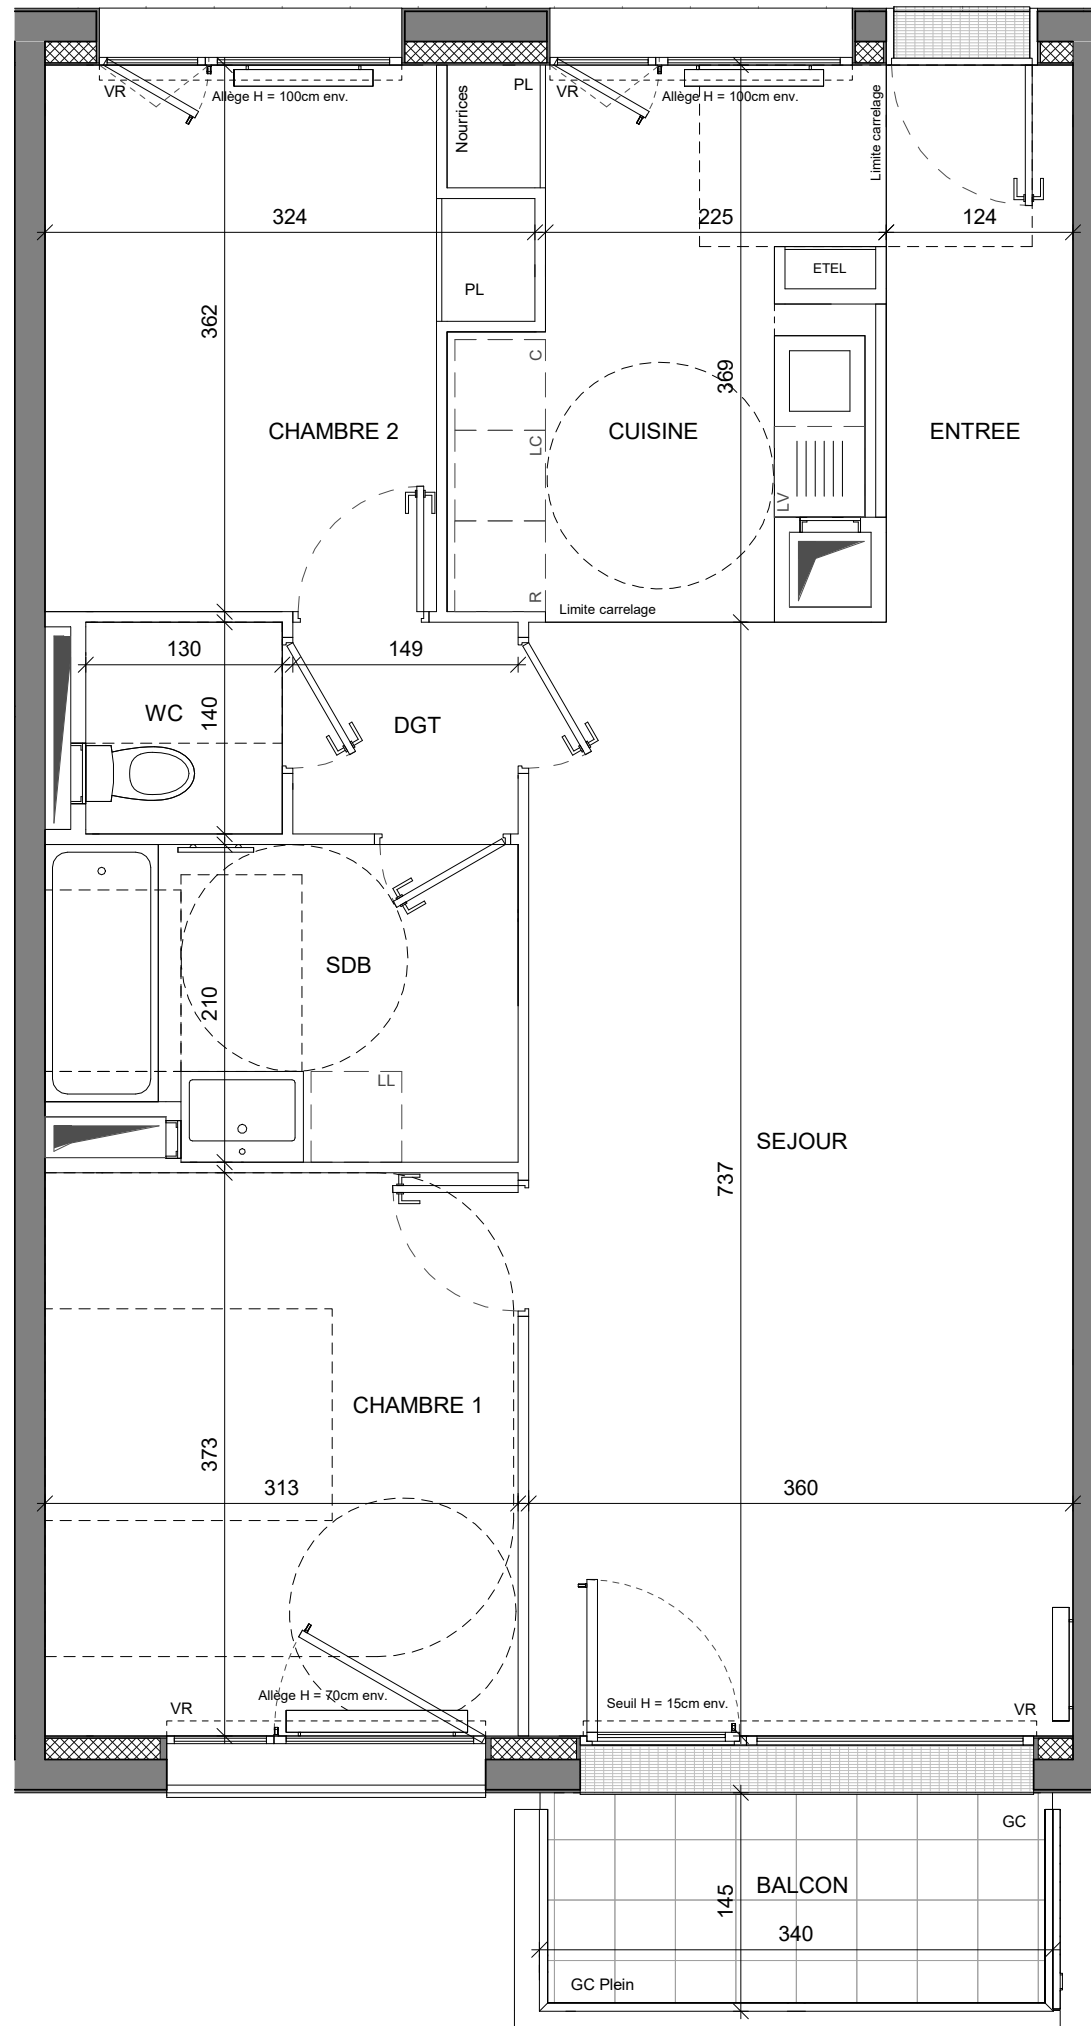 VR
Allège H = 100cm env.
Nourrices
PL
VR
Allège H = 100cm env.
Limite carrelage
324
225
124
PL
ETEL
362
369
C
CHAMBRE 2
CUISINE
ENTREE
LC
LV
R
Limite carrelage
130
149
WC
140
DGT
SDB
210
LL
SEJOUR
737
CHAMBRE 1
373
313
360
VR
Allège H = 70cm env.
Seuil H = 15cm env.
VR
GC
BALCON
145
340
GC Plein